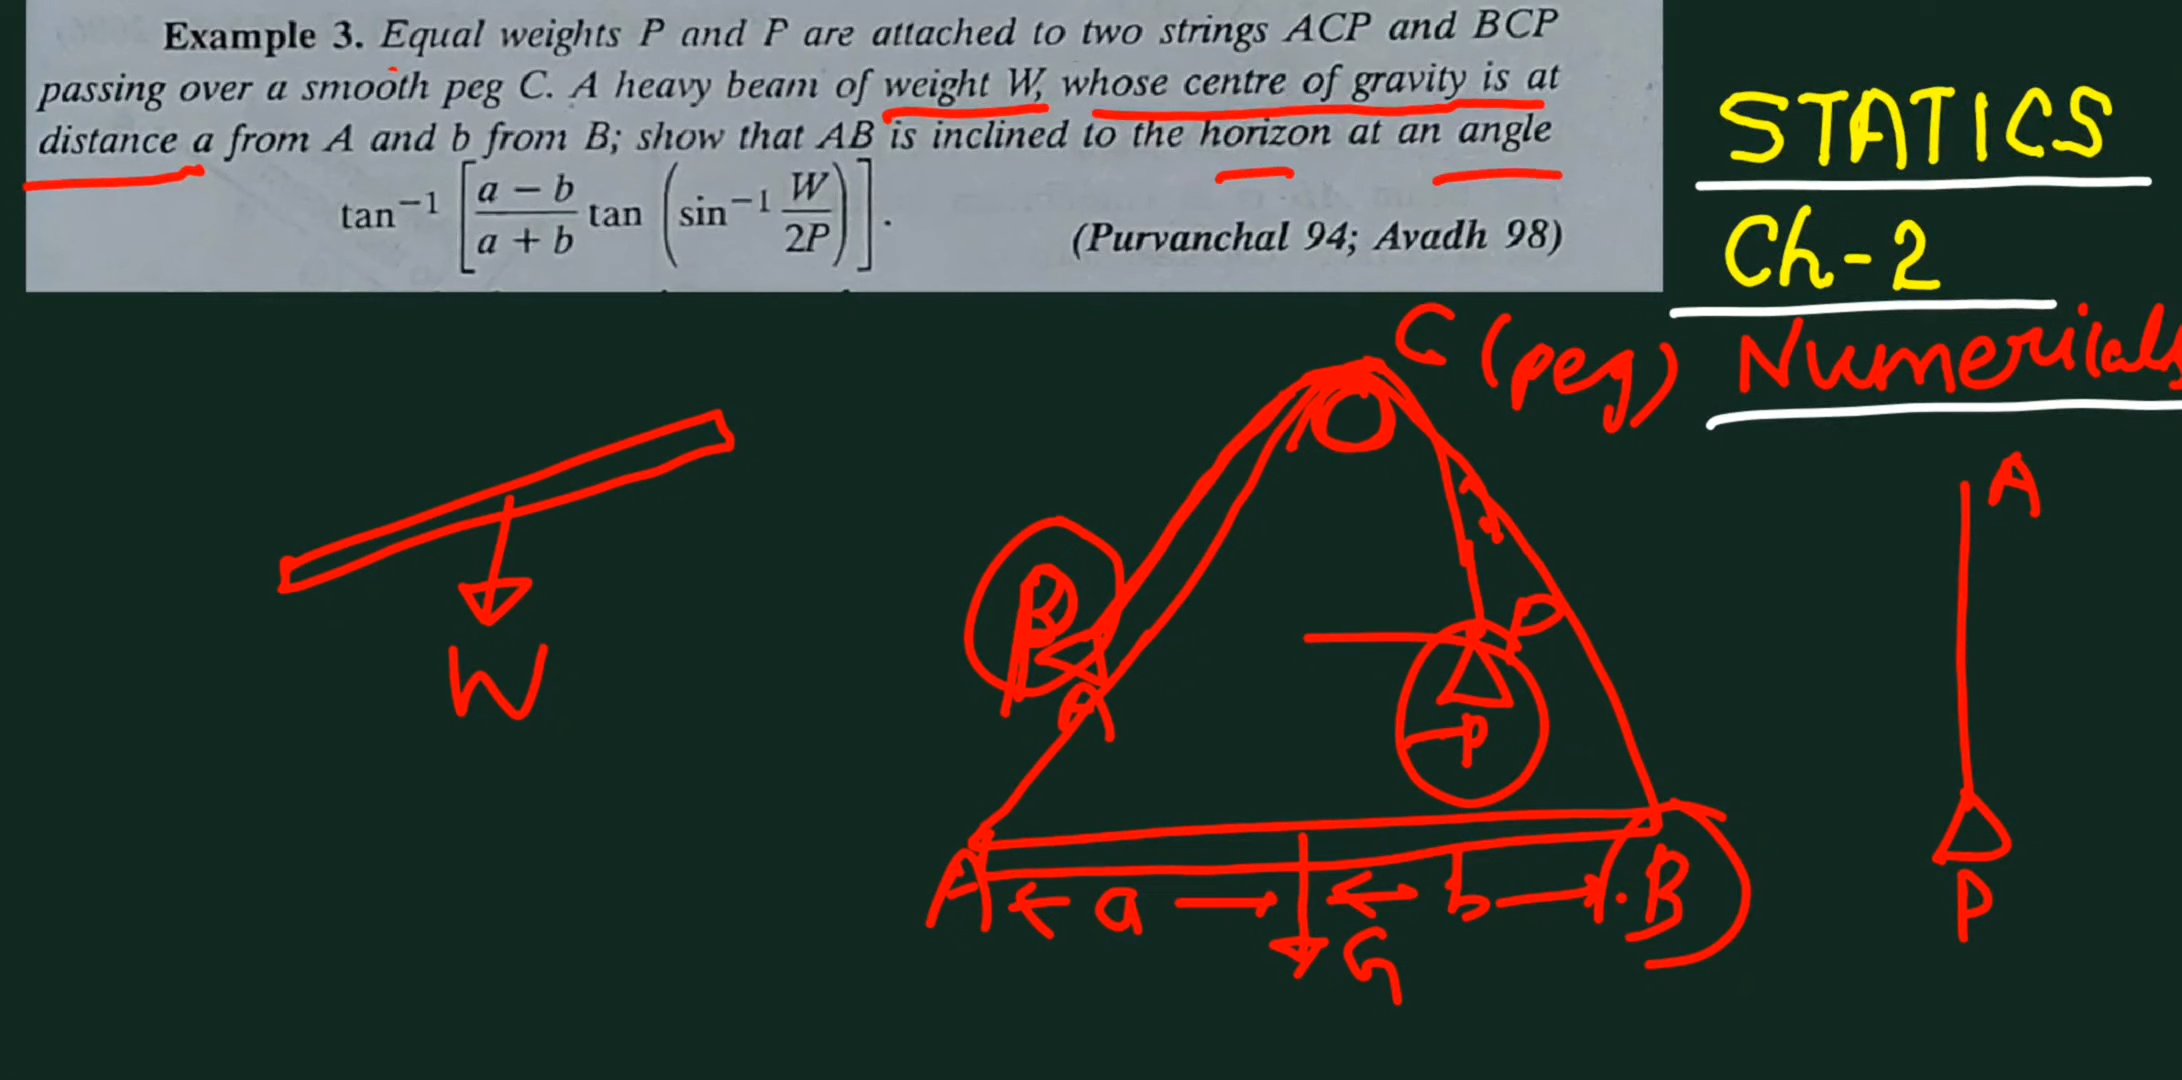 Example 3. Equal weights P and P are attached to two strings ACP and BCP
passing over a smooth peg C. A heavy beam of weight W, whose centre of gravity is at
distance a from A and b from B; show that AB is inclined to the horizon at an angle
tan⁻¹ [ (a − b)/(a + b) tan ( sin⁻¹ W/2P ) ] .
(Purvanchal 94; Avadh 98)
STATICS
Ch-2
Numericals
C (peg)
W
P
P
A
P
A
a
b
B
G